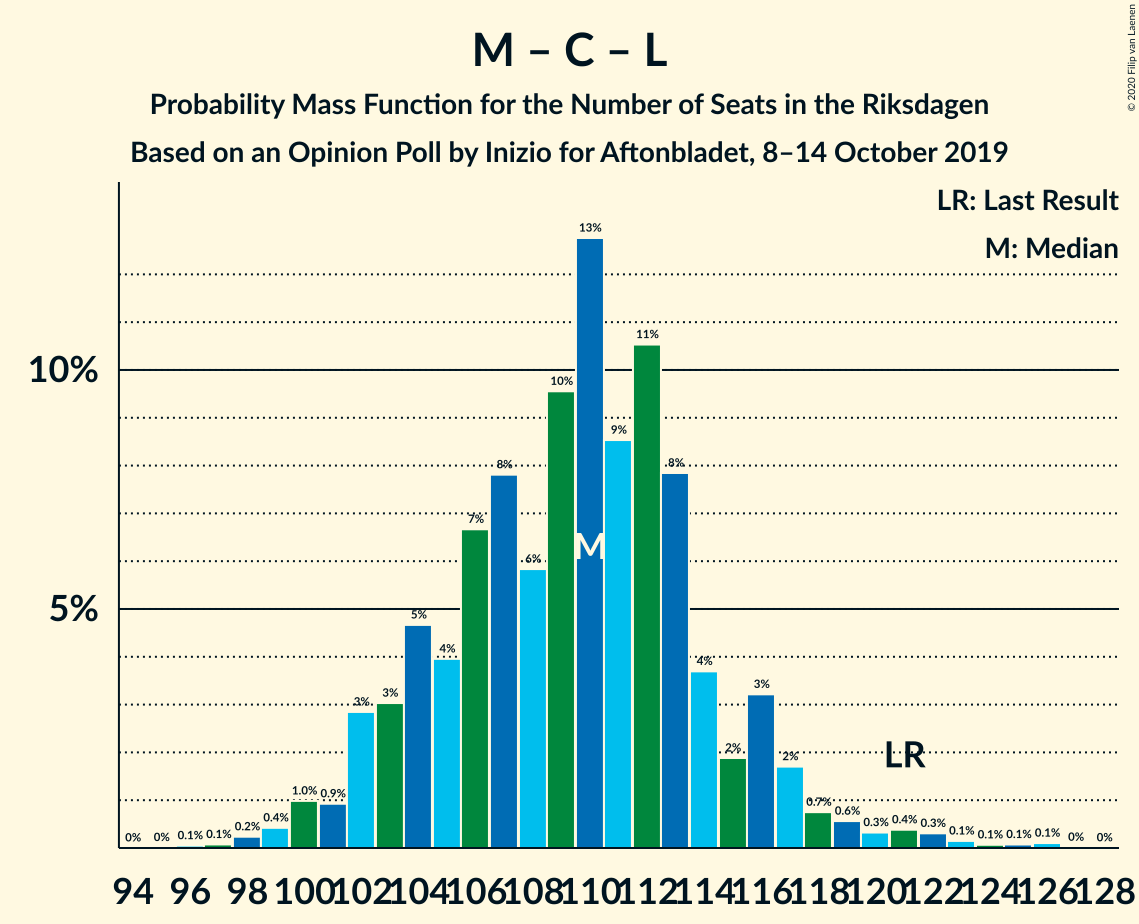 © 2020 Filip van Laenen
M – C – L
Probability Mass Function for the Number of Seats in the Riksdagen
Based on an Opinion Poll by Inizio for Aftonbladet, 8–14 October 2019
LR: Last Result
M: Median
10%
5%
0% 0% 0.1% 0.1% 0.2% 0.4% 1.0% 0.9% 3% 3% 5% 4% 7% 8% 6% 10% 13% 9% 11% 8% 4% 2% 3% 2% 0.7% 0.6% 0.3% 0.4% 0.3% 0.1% 0.1% 0.1% 0.1% 0% 0%
M
LR
94 96 98 100 102 104 106 108 110 112 114 116 118 120 122 124 126 128